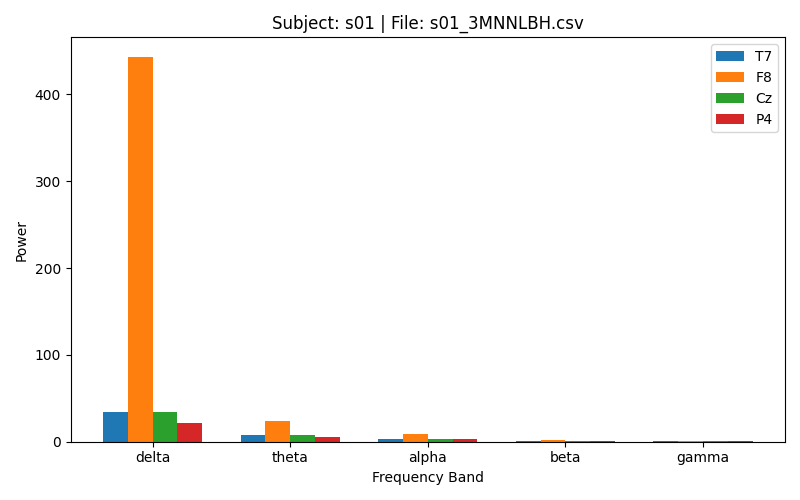 Subject: s01 | File: s01_3MNNLBH.csv
T7
F8
Cz
P4
Power
400
300
200
100
0
delta theta alpha beta gamma
Frequency Band